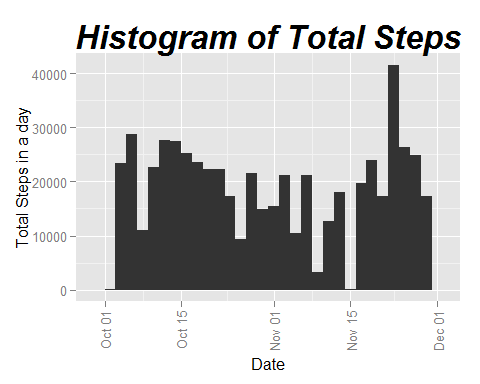 Histogram of Total Steps
Total Steps in a day
40000
30000
20000
10000
0
Oct 01
Oct 15
Nov 01
Nov 15
Dec 01
Date